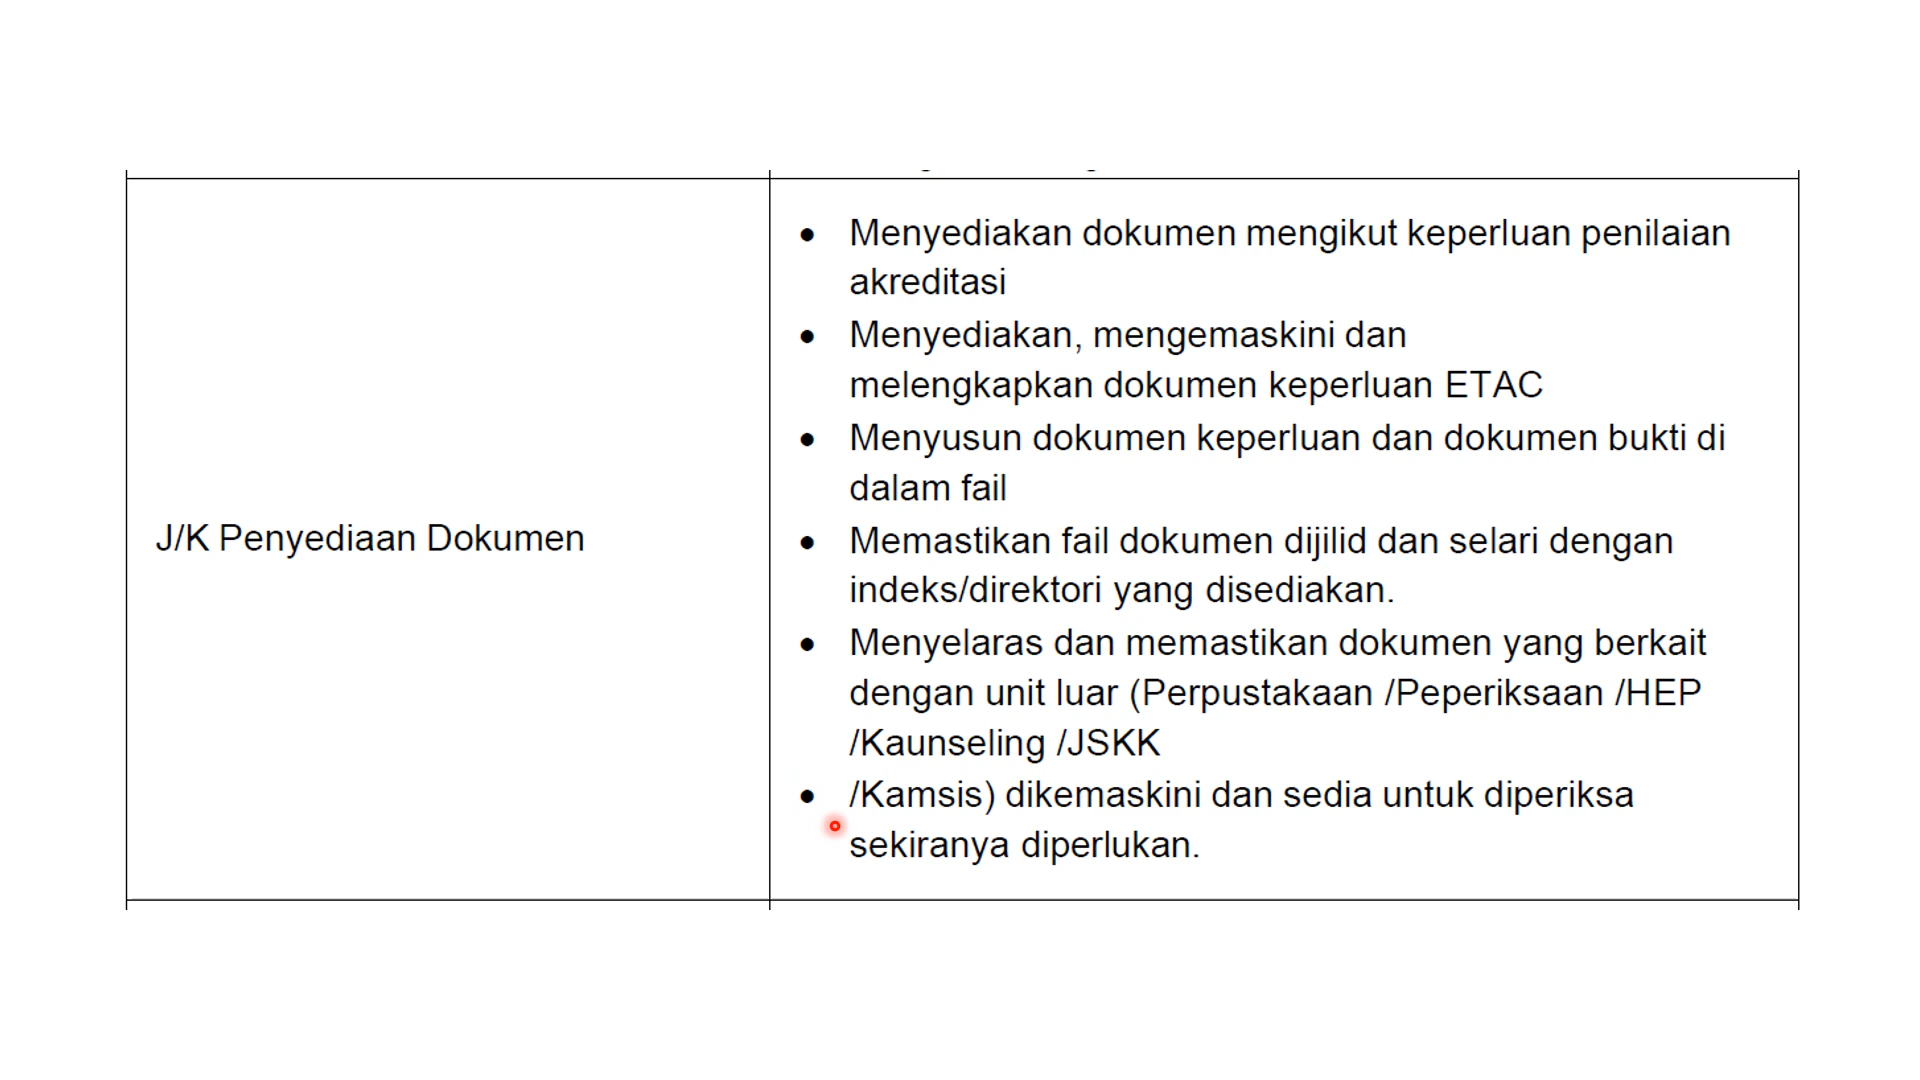 J/K Penyediaan Dokumen
• Menyediakan dokumen mengikut keperluan penilaian
akreditasi
• Menyediakan, mengemaskini dan
melengkapkan dokumen keperluan ETAC
• Menyusun dokumen keperluan dan dokumen bukti di
dalam fail
• Memastikan fail dokumen dijilid dan selari dengan
indeks/direktori yang disediakan.
• Menyelaras dan memastikan dokumen yang berkait
dengan unit luar (Perpustakaan /Peperiksaan /HEP
/Kaunseling /JSKK
• /Kamsis) dikemaskini dan sedia untuk diperiksa
sekiranya diperlukan.